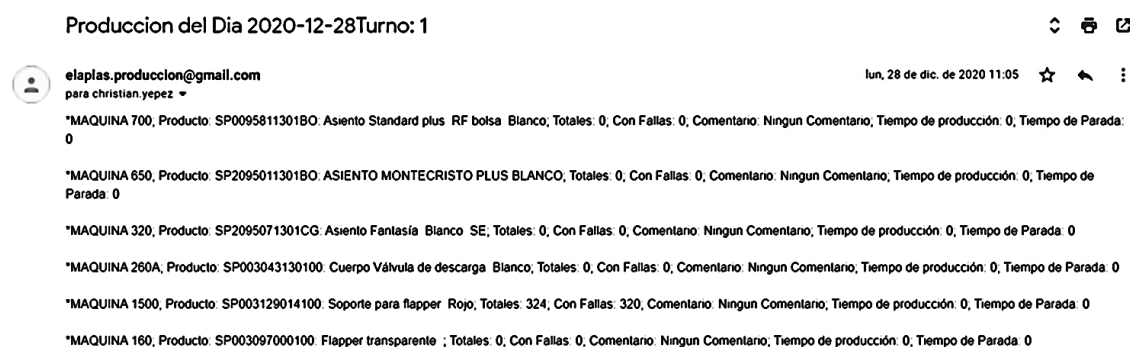 Produccion del Dia 2020-12-28Turno: 1
elaplas.produccion@gmail.com
lun, 28 de dic. de 2020 11:05
para christian.yepez
*MAQUINA 700, Producto: SP0095811301BO: Asiento Standard plus RF bolsa Blanco; Totales: 0; Con Fallas: 0; Comentario: Ningun Comentario; Tiempo de producción: 0; Tiempo de Parada:
0
*MAQUINA 650, Producto: SP2095011301BO: ASIENTO MONTECRISTO PLUS BLANCO; Totales: 0; Con Fallas: 0; Comentario: Ningun Comentario; Tiempo de producción: 0; Tiempo de
Parada: 0
*MAQUINA 320, Producto: SP2095071301CG: Asiento Fantasía Blanco SE; Totales: 0; Con Fallas: 0; Comentario: Ningun Comentario; Tiempo de producción: 0; Tiempo de Parada: 0
*MAQUINA 260A; Producto: SP003043130100: Cuerpo Válvula de descarga Blanco; Totales: 0; Con Fallas: 0; Comentario: Ningun Comentario; Tiempo de producción: 0; Tiempo de Parada: 0
*MAQUINA 1500, Producto: SP003129014100: Soporte para flapper Rojo; Totales: 324; Con Fallas: 320; Comentario: Ningun Comentario; Tiempo de producción: 0; Tiempo de Parada: 0
*MAQUINA 160, Producto: SP003097000100: Flapper transparente ; Totales: 0; Con Fallas: 0; Comentario: Ningun Comentario; Tiempo de producción: 0; Tiempo de Parada: 0